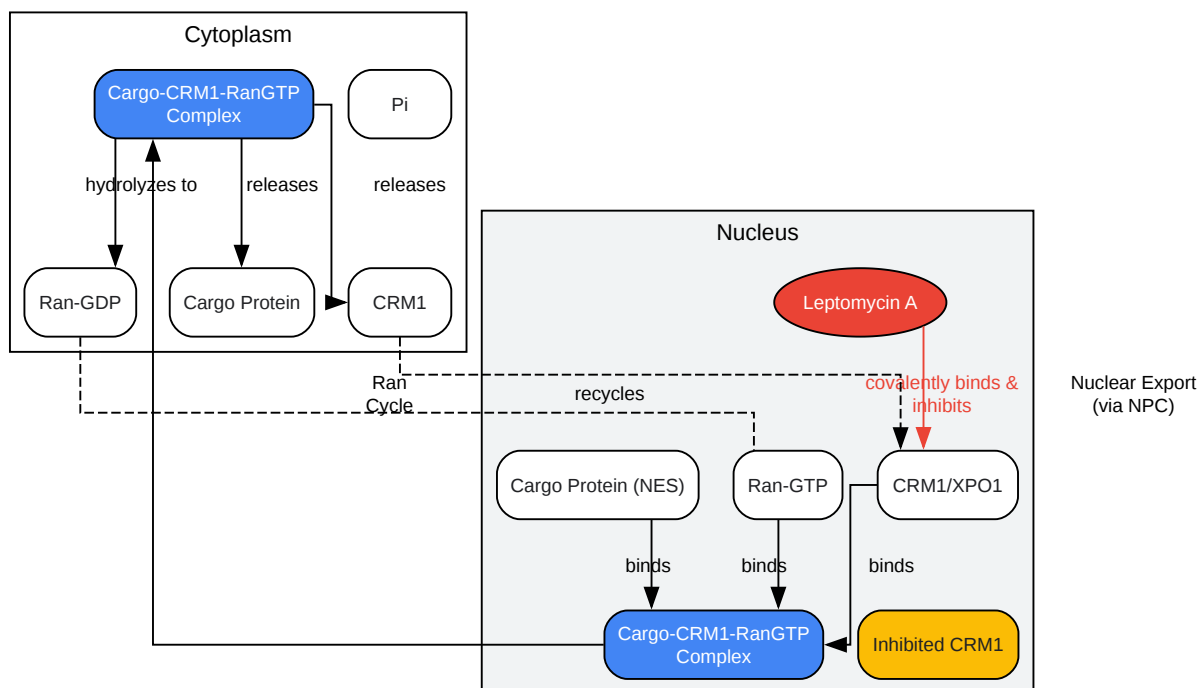 Cytoplasm
Cargo-CRM1-RanGTP
Complex
Pi
hydrolyzes to
releases
releases
Ran-GDP
Cargo Protein
CRM1
Nucleus
Leptomycin A
Ran
Cycle
recycles
covalently binds &
inhibits
Nuclear Export
(via NPC)
Cargo Protein (NES)
Ran-GTP
CRM1/XPO1
binds
binds
binds
Cargo-CRM1-RanGTP
Complex
Inhibited CRM1